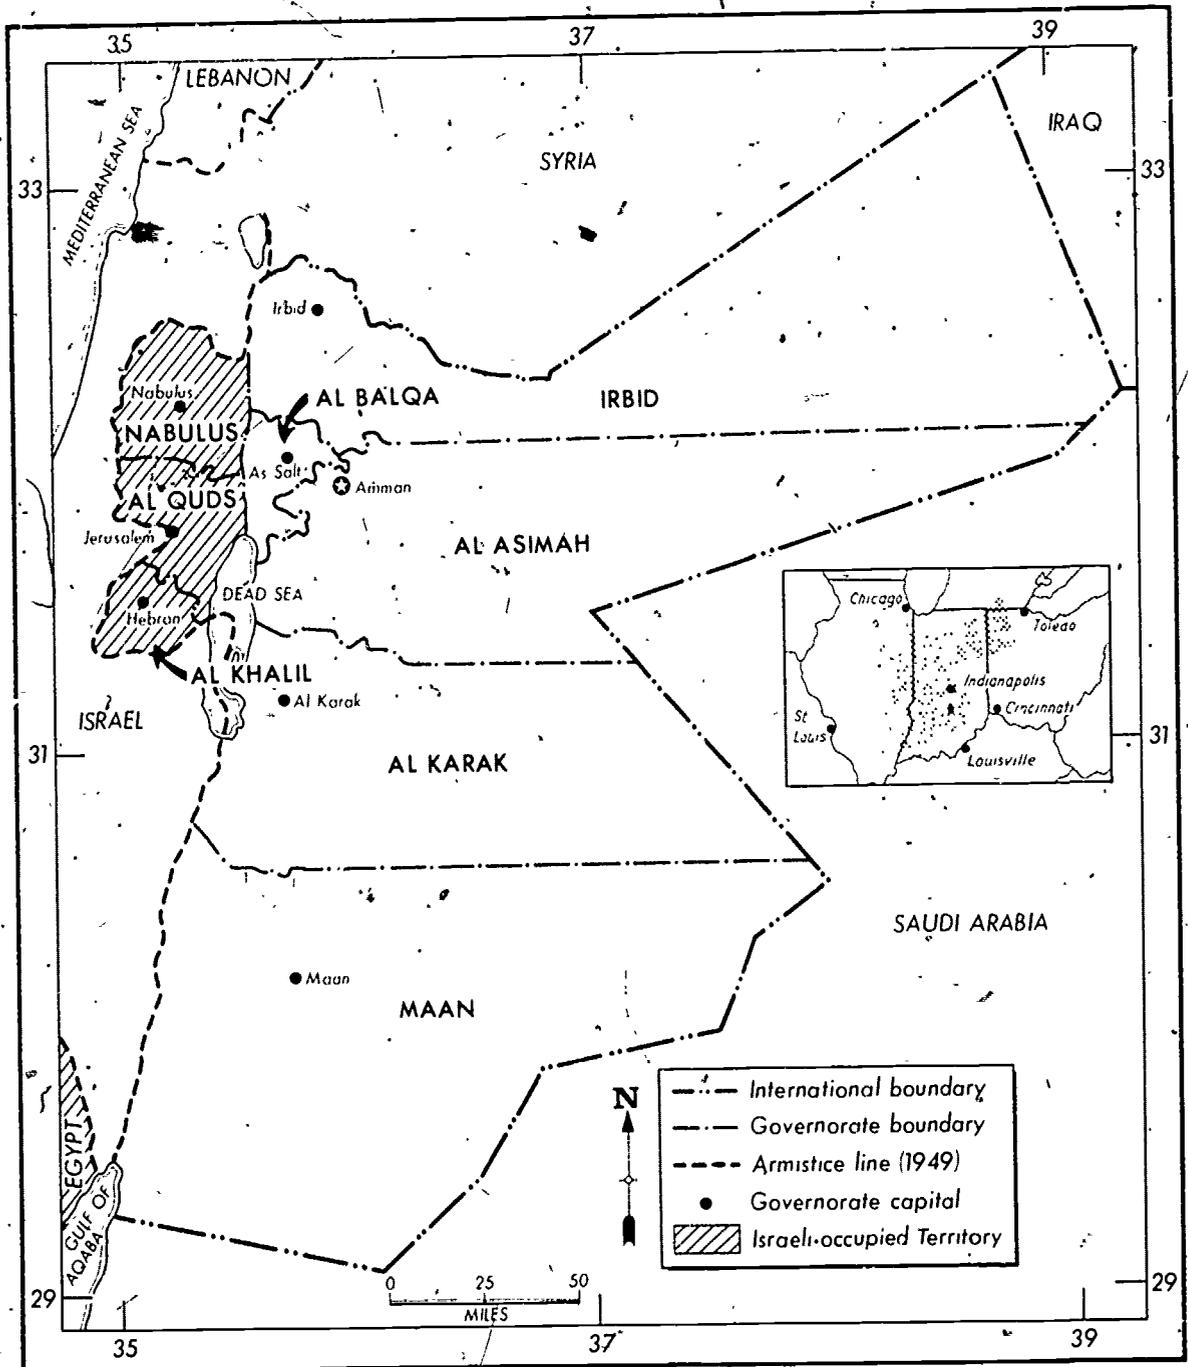 35
37
39
LEBANON
MEDITERRANEAN SEA
SYRIA
IRAQ
33
33
Irbid
Nabulus
AL BALQA
IRBID
NABULUS
As Salt
Amman
AL QUDS
Jerusalem
AL ASIMAH
DEAD SEA
Hebron
AL KHALIL
Al Karak
ISRAEL
31
AL KARAK
Chicago
Toledo
Indianapolis
Cincinnati
St
Louis
Louisville
31
SAUDI ARABIA
Maan
MAAN
EGYPT
GULF OF
AQABA
N
International boundary
Governorate boundary
Armistice line (1949)
Governorate capital
Israeli-occupied Territory
0 25 50
MILES
29
29
35
37
39